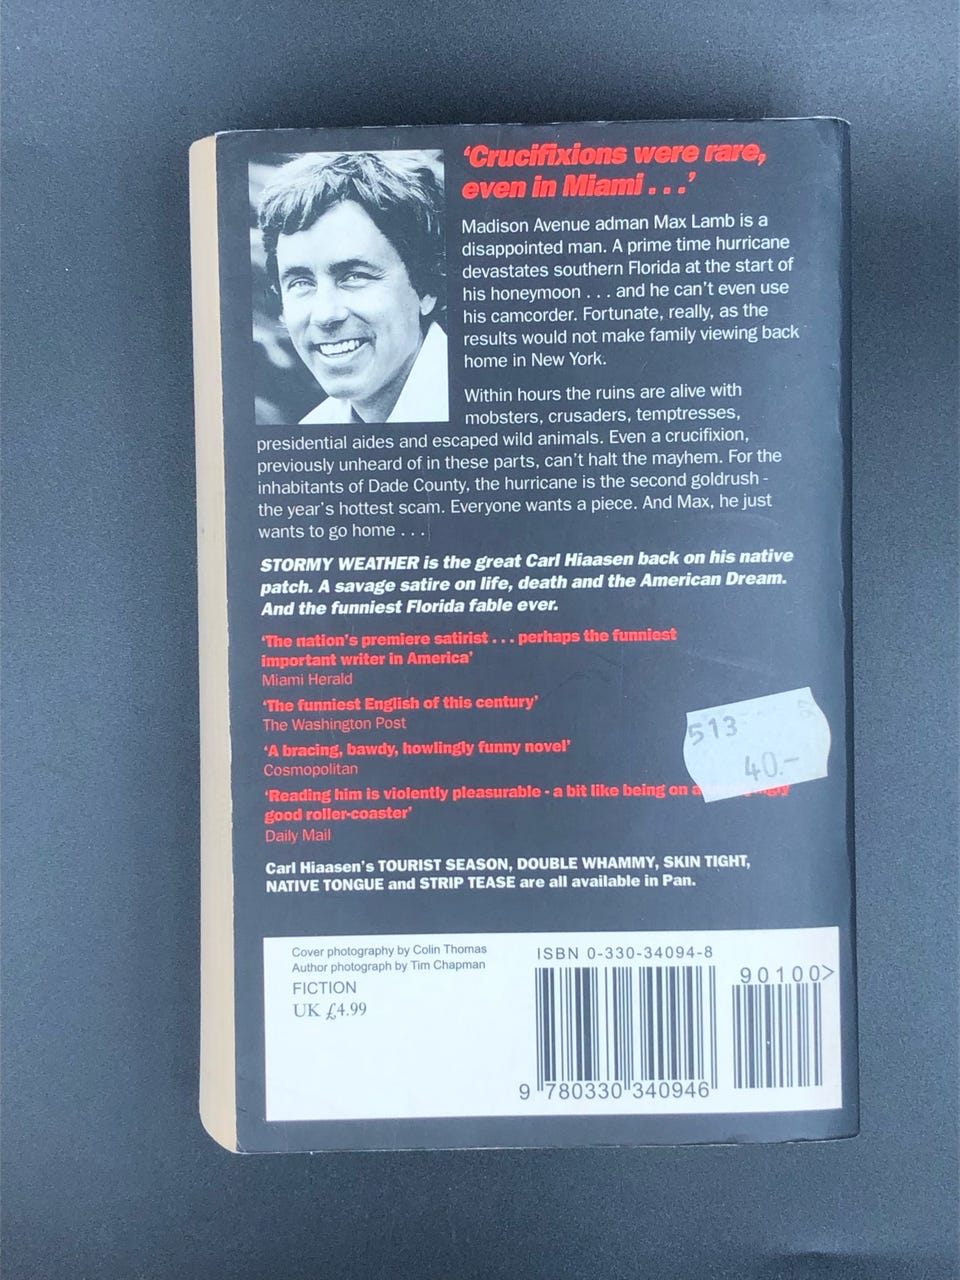 ‘Crucifixions were rare,
even in Miami . . .’
Madison Avenue adman Max Lamb is a
disappointed man. A prime time hurricane
devastates southern Florida at the start of
his honeymoon . . . and he can’t even use
his camcorder. Fortunate, really, as the
results would not make family viewing back
home in New York.
Within hours the ruins are alive with
mobsters, crusaders, temptresses,
presidential aides and escaped wild animals. Even a crucifixion,
previously unheard of in these parts, can’t halt the mayhem. For the
inhabitants of Dade County, the hurricane is the second goldrush -
the year’s hottest scam. Everyone wants a piece. And Max, he just
wants to go home . . .
STORMY WEATHER is the great Carl Hiaasen back on his native
patch. A savage satire on life, death and the American Dream.
And the funniest Florida fable ever.
‘The nation’s premiere satirist . . . perhaps the funniest
important writer in America’
Miami Herald
‘The funniest English of this century’
The Washington Post
‘A bracing, bawdy, howlingly funny novel’
Cosmopolitan
‘Reading him is violently pleasurable - a bit like being on
good roller-coaster’
Daily Mail
513
40.-
Carl Hiaasen’s TOURIST SEASON, DOUBLE WHAMMY, SKIN TIGHT,
NATIVE TONGUE and STRIP TEASE are all available in Pan.
Cover photography by Colin Thomas
Author photograph by Tim Chapman
FICTION
UK £4.99
ISBN 0-330-34094-8
90100>
9 780330 340946